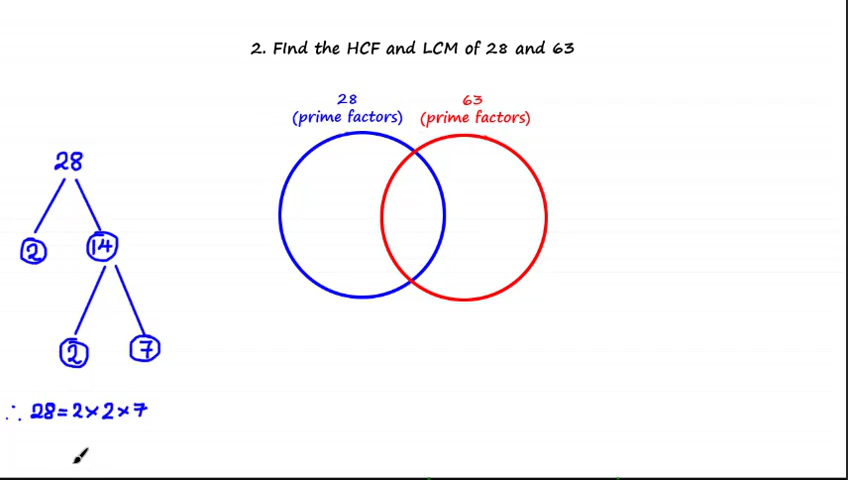 2. FInd the HCF and LCM of 28 and 63
28
(prime factors)
63
(prime factors)
28
2
14
2
7
∴ 28=2×2×7